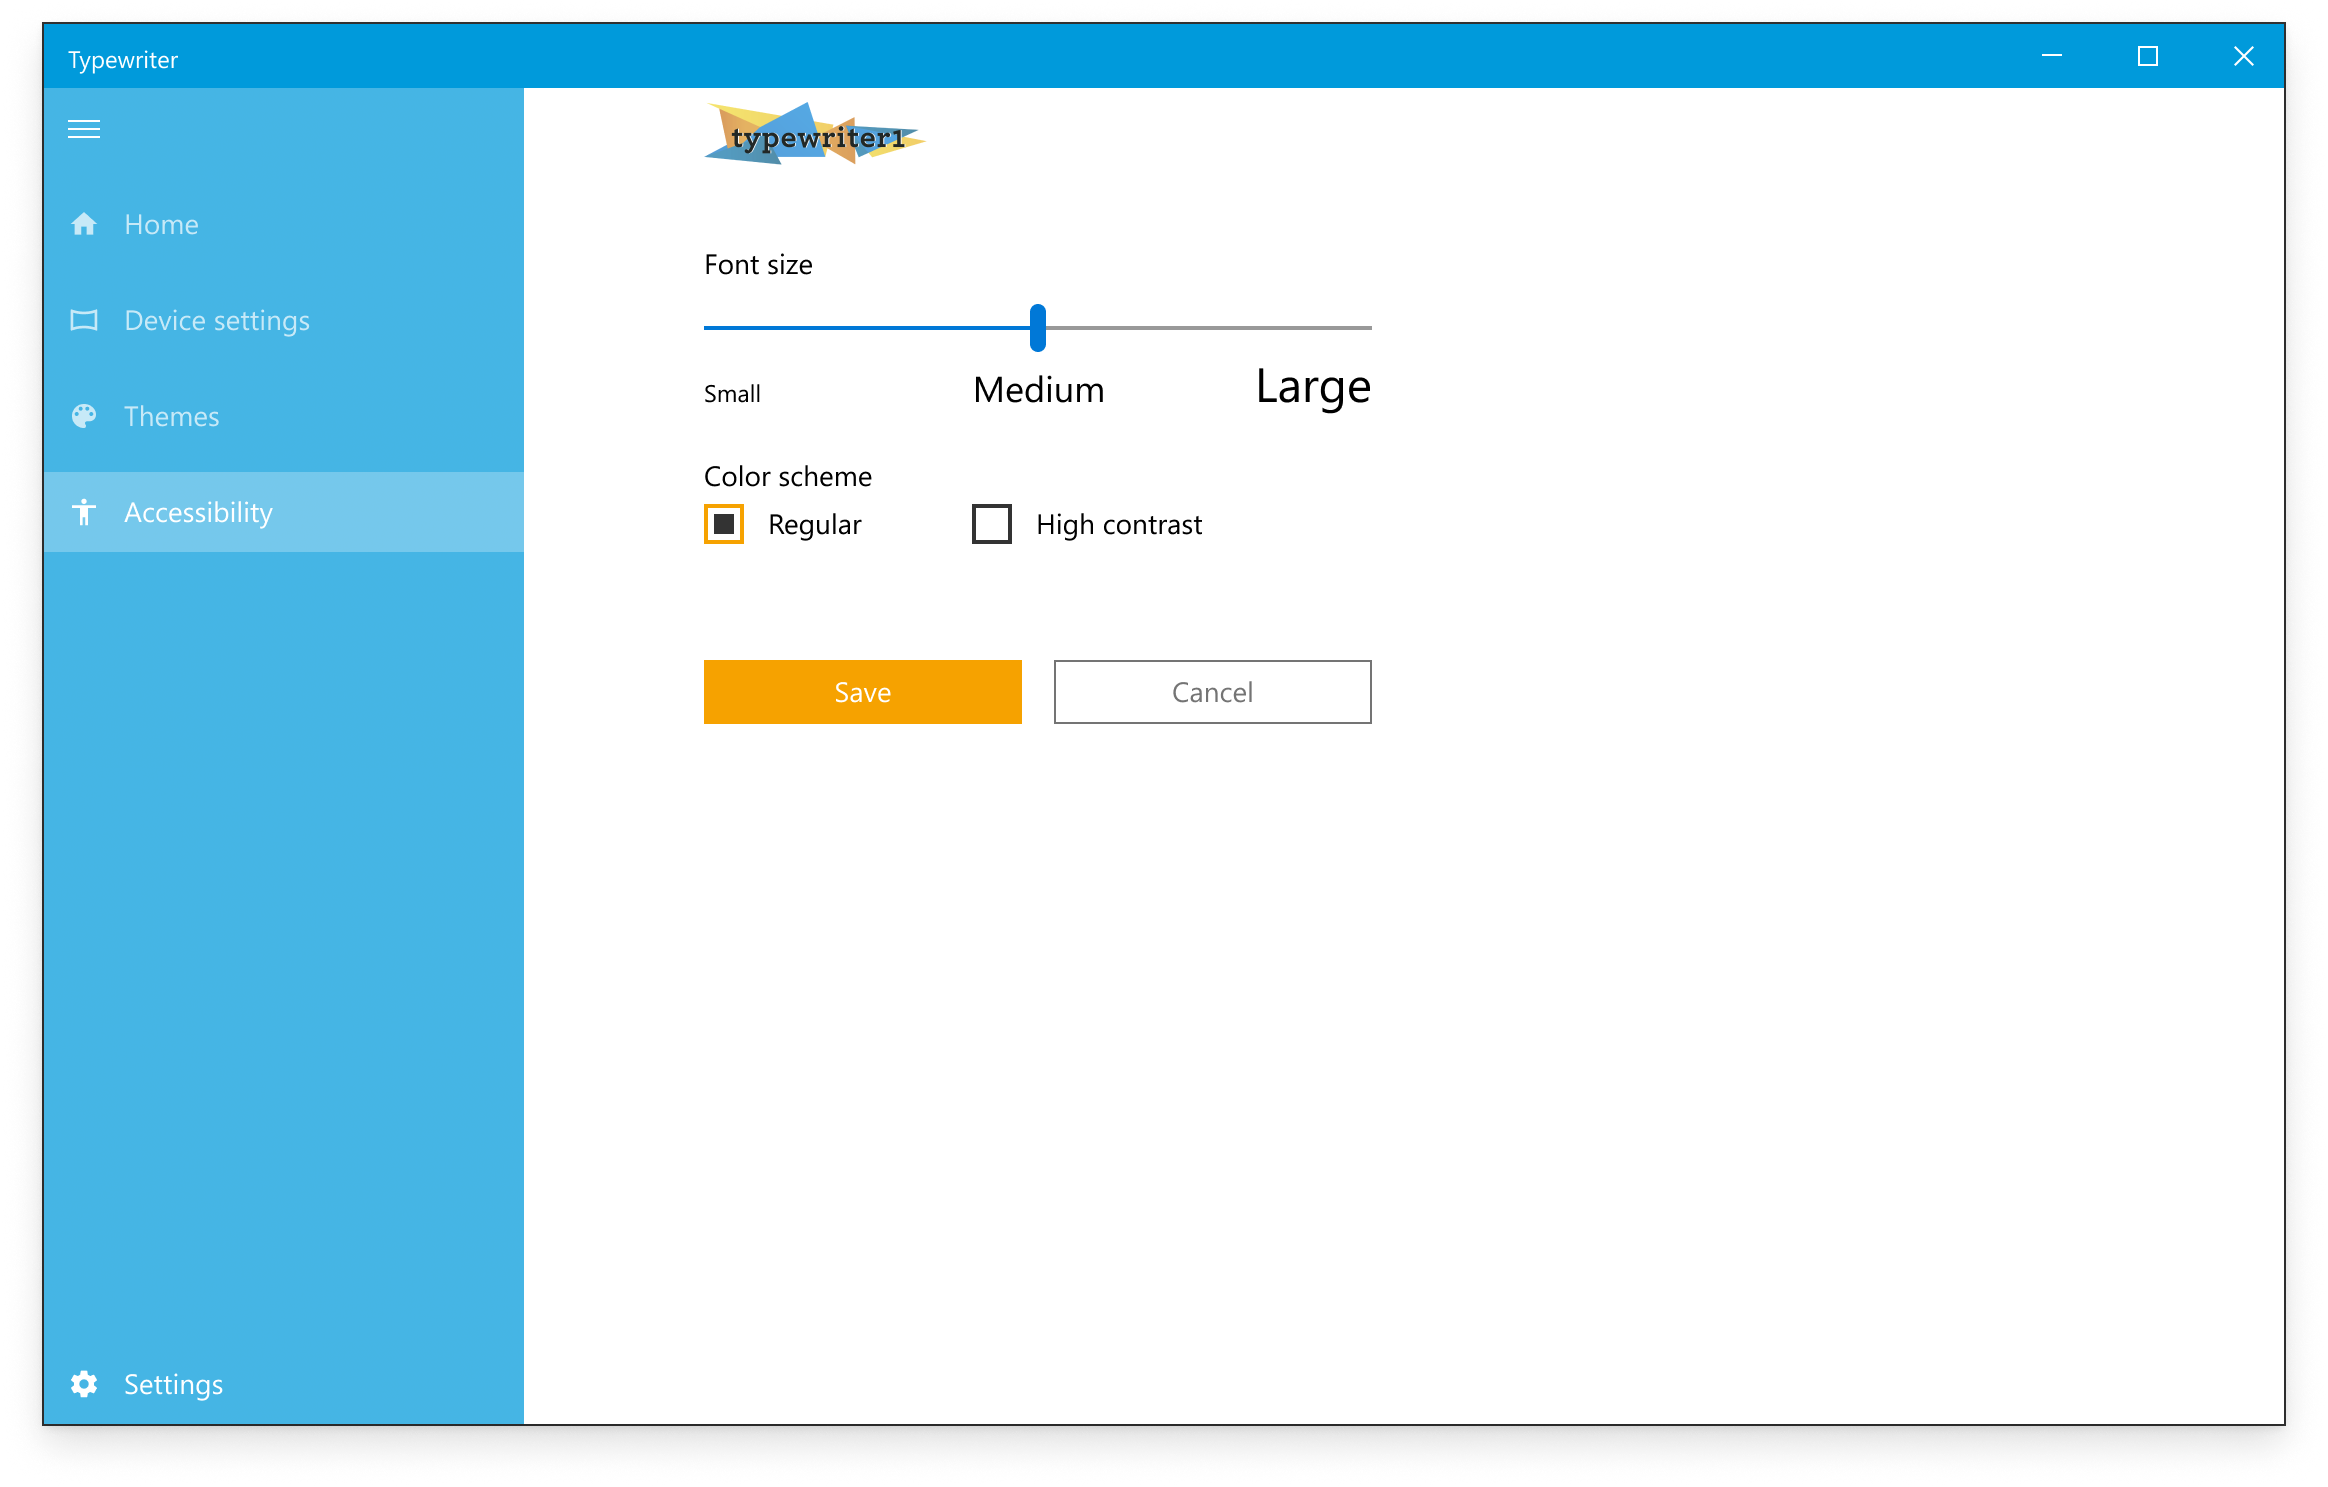 Typewriter
typewriter1
Home
Device settings
Themes
Accessibility
Settings
Font size
Small Medium Large
Color scheme
Regular High contrast
Save Cancel